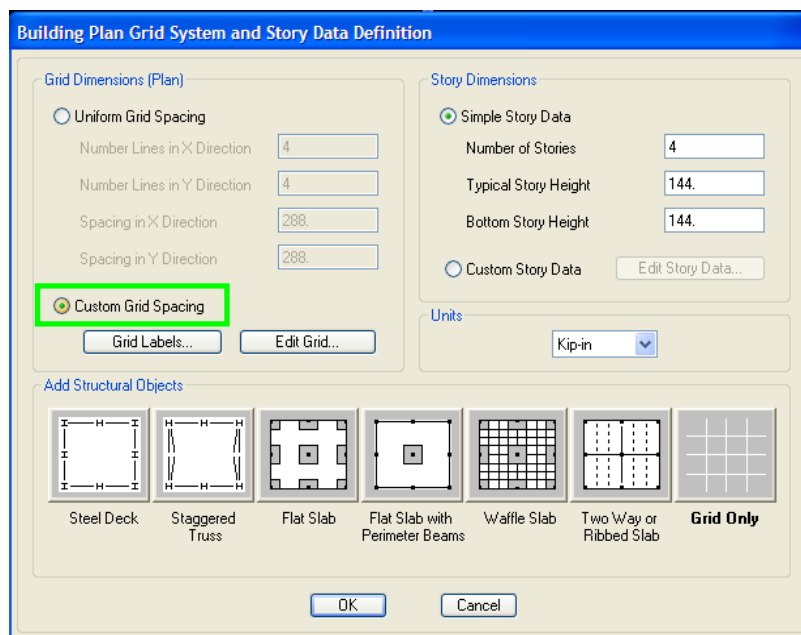 Building Plan Grid System and Story Data Definition
Grid Dimensions (Plan)
Uniform Grid Spacing
Number Lines in X Direction 4
Number Lines in Y Direction 4
Spacing in X Direction 288.
Spacing in Y Direction 288.
Custom Grid Spacing
Grid Labels... Edit Grid...
Story Dimensions
Simple Story Data
Number of Stories 4
Typical Story Height 144.
Bottom Story Height 144.
Custom Story Data Edit Story Data...
Units
Kip-in
Add Structural Objects
Steel Deck
Staggered
Truss
Flat Slab
Flat Slab with
Perimeter Beams
Waffle Slab
Two Way or
Ribbed Slab
Grid Only
OK Cancel